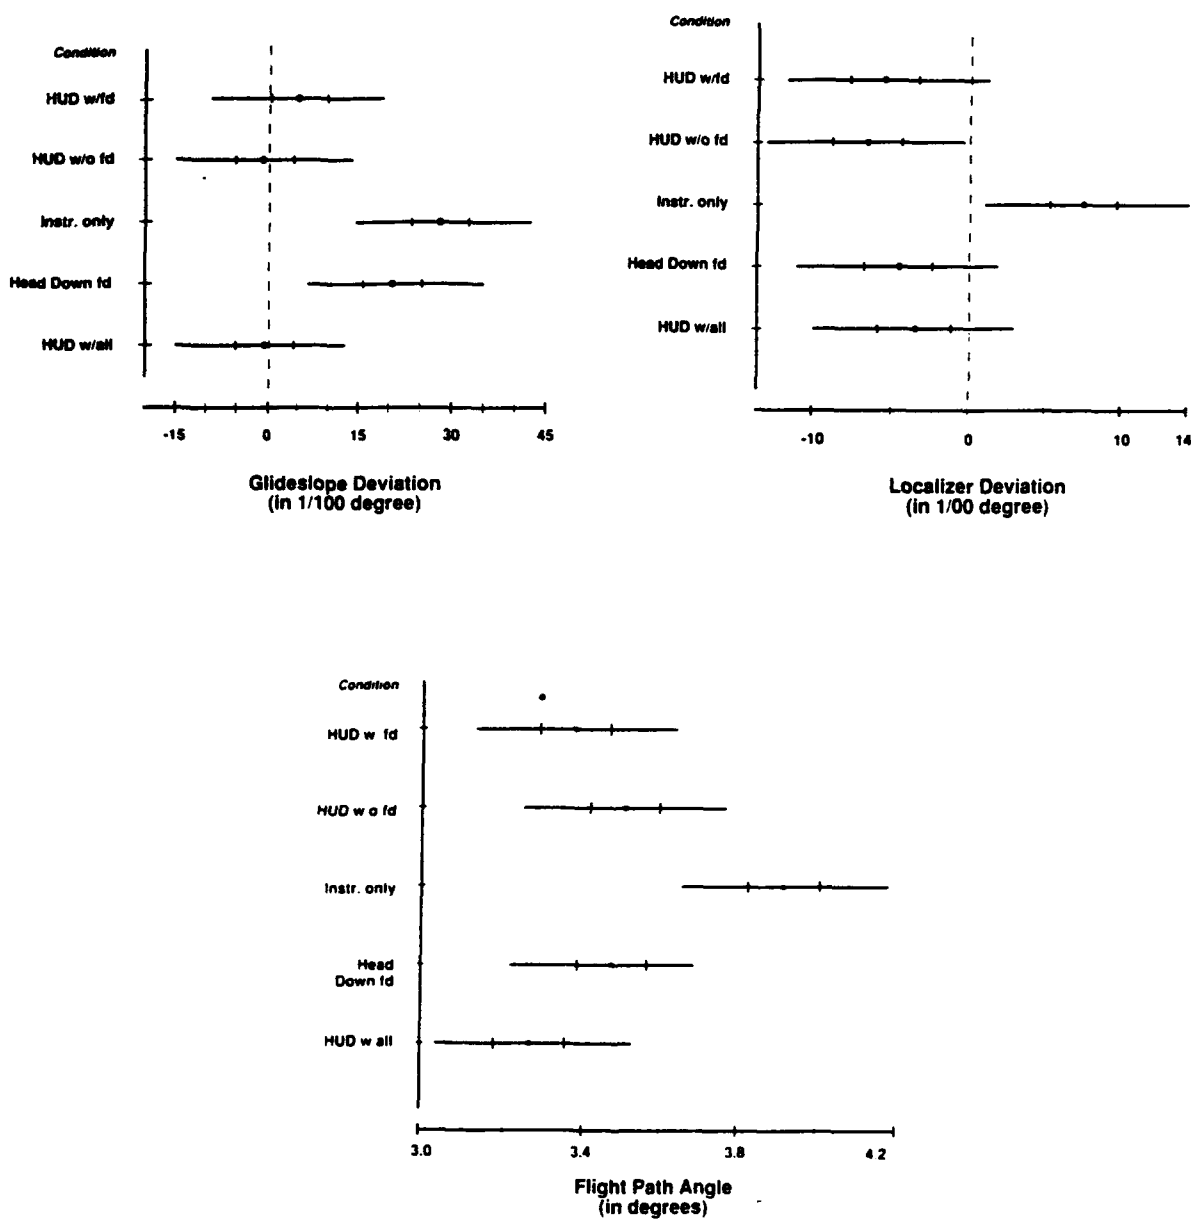 Condition
HUD w/fd
HUD w/o fd
Instr. only
Head Down fd
HUD w/all
-15 0 15 30 45
Glideslope Deviation
(in 1/100 degree)
Condition
HUD w/fd
HUD w/o fd
Instr. only
Head Down fd
HUD w/all
-10 0 10 14
Localizer Deviation
(in 1/00 degree)
Condition
HUD w fd
HUD w o fd
Instr. only
Head
Down fd
HUD w all
3.0 3.4 3.8 4 2
Flight Path Angle
(in degrees)